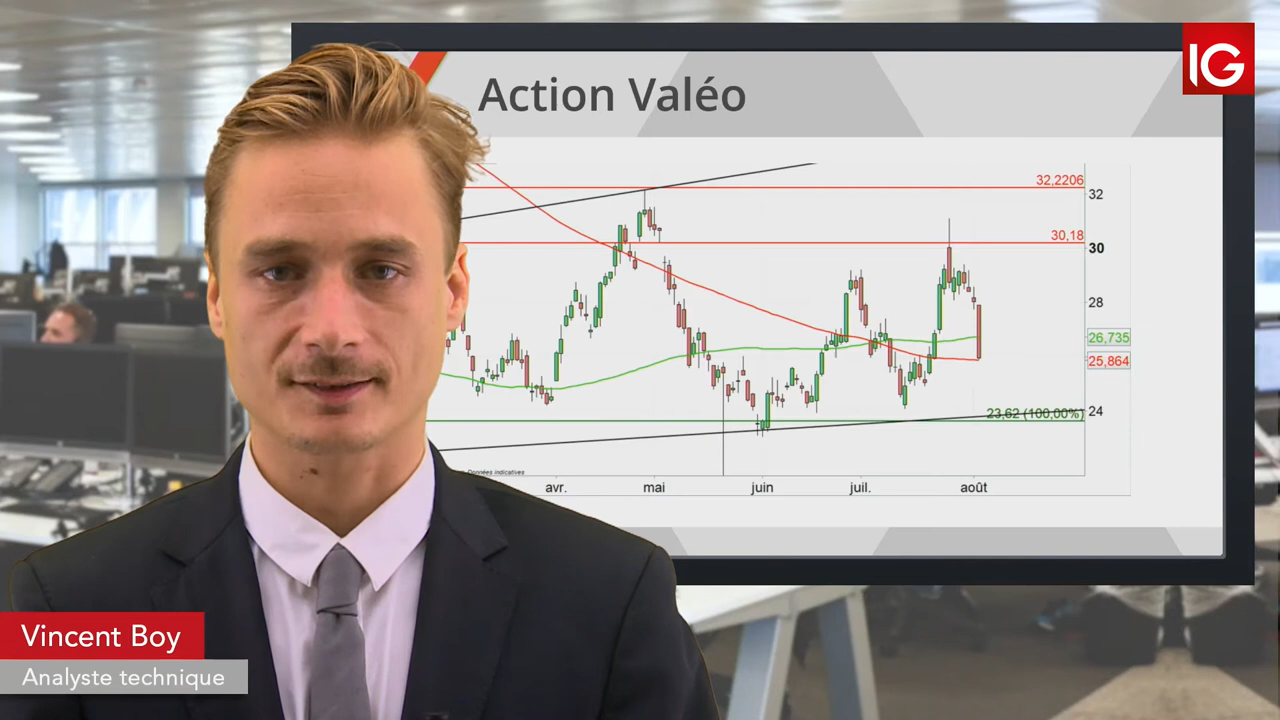 IG
Action Valéo
32,2206
32
30,18
30
28
26,735
25,864
23,62 (100,00%)
24
Données indicatives
avr.
mai
juin
juil.
août
Vincent Boy
Analyste technique